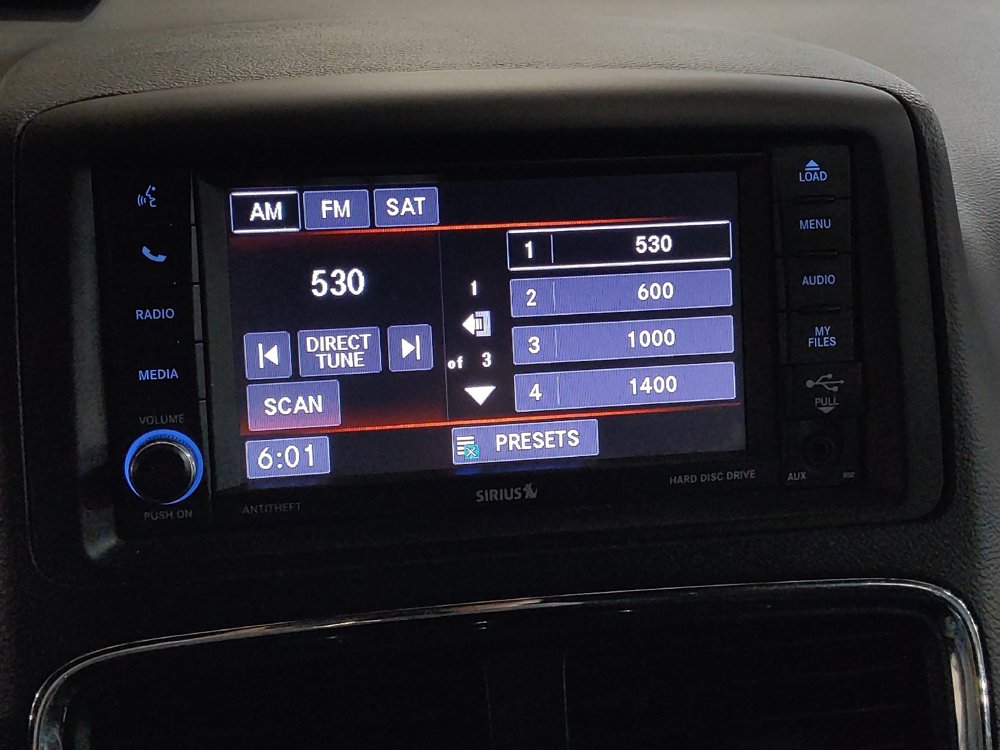 AM FM SAT
530
DIRECT
TUNE
SCAN
6:01
1
of 3
1 530
2 600
3 1000
4 1400
PRESETS
RADIO
MEDIA
VOLUME
PUSH ON
ANTITHEFT
SIRIUS
HARD DISC DRIVE
LOAD
MENU
AUDIO
MY
FILES
PULL
AUX